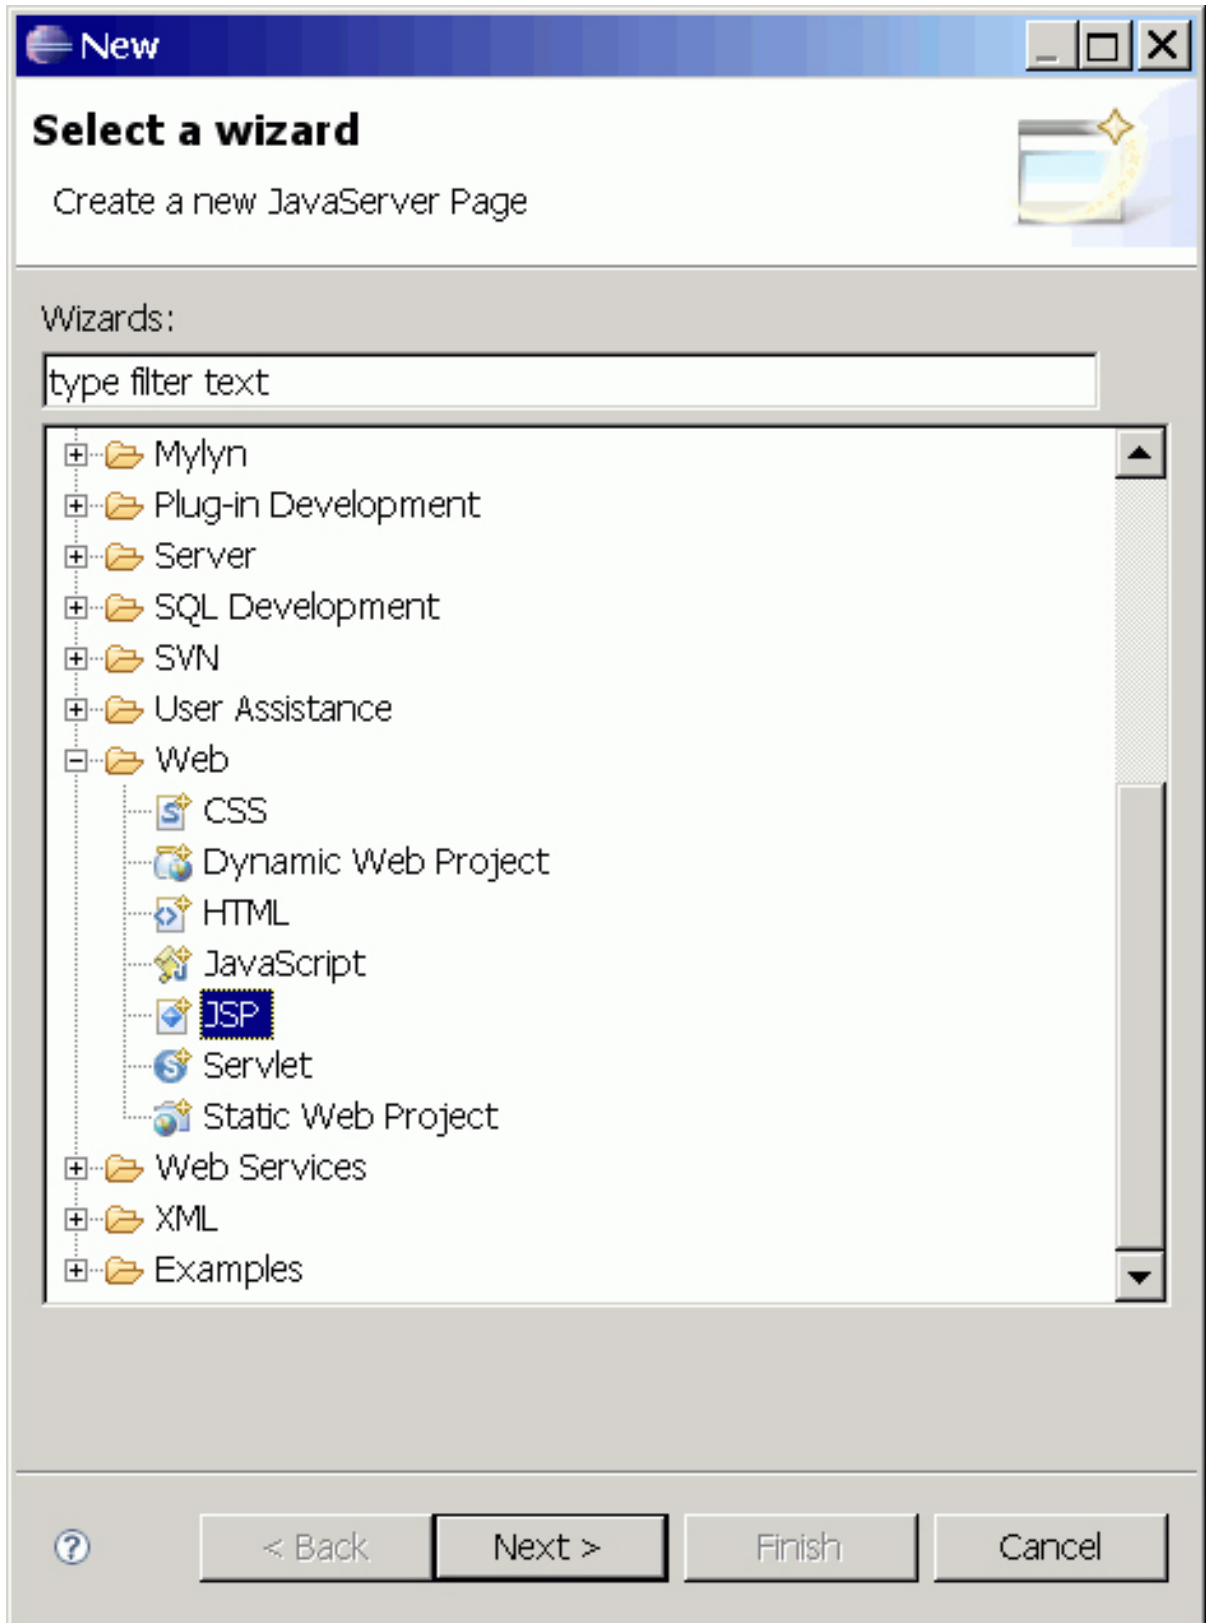 New
Select a wizard
Create a new JavaServer Page
Wizards:
type filter text
Mylyn
Plug-in Development
Server
SQL Development
SVN
User Assistance
Web
CSS
Dynamic Web Project
HTML
JavaScript
JSP
Servlet
Static Web Project
Web Services
XML
Examples
< Back Next > Finish Cancel